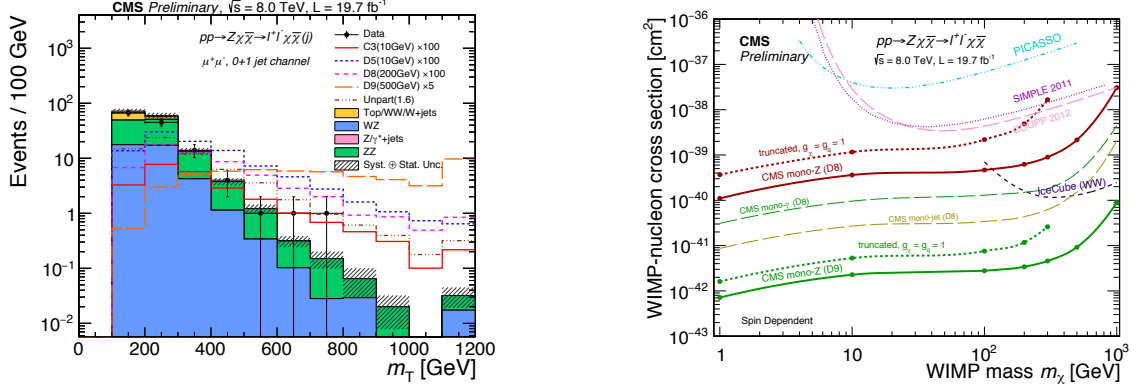 CMS Preliminary, √s = 8.0 TeV, L = 19.7 fb⁻¹
Events / 100 GeV
10³
10²
10
1
10⁻¹
10⁻²
pp→Zχχ̅→l⁺l⁻χχ̅(j)
μ⁺μ⁻, 0+1 jet channel
Data
C3(10GeV) ×100
D5(10GeV) ×100
D8(200GeV) ×100
D9(500GeV) ×5
Unpart(1.6)
Top/WW/W+jets
WZ
Z/γ*+jets
ZZ
Syst. ⊕ Stat. Unc.
0 200 400 600 800 1000 1200
m_T [GeV]
WIMP-nucleon cross section [cm²]
10⁻³⁶
10⁻³⁷
10⁻³⁸
10⁻³⁹
10⁻⁴⁰
10⁻⁴¹
10⁻⁴²
10⁻⁴³
CMS
Preliminary
pp→Zχχ̅→l⁺l⁻χχ̅
√s = 8.0 TeV, L = 19.7 fb⁻¹
PICASSO
SIMPLE 2011
COUPP 2012
truncated, g_χ = g_q = 1
CMS mono-Z (D8)
IceCube (WW)
CMS mono-γ (D8)
CMS mono-jet (D8)
truncated, g_χ = g_q = 1
CMS mono-Z (D9)
Spin Dependent
1 10 10² 10³
WIMP mass m_χ [GeV]